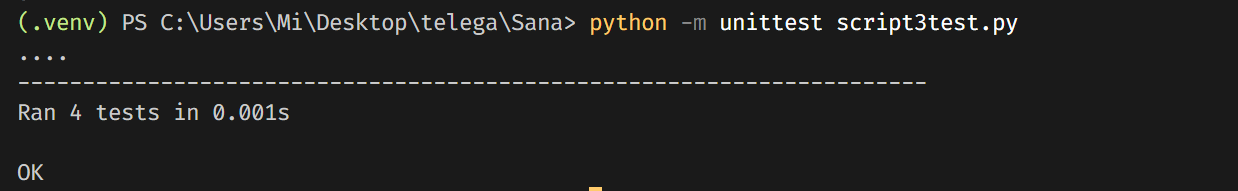 (.venv) PS C:\Users\Mi\Desktop\telega\Sana> python -m unittest script3test.py
....
----------------------------------------------------------------------
Ran 4 tests in 0.001s
OK